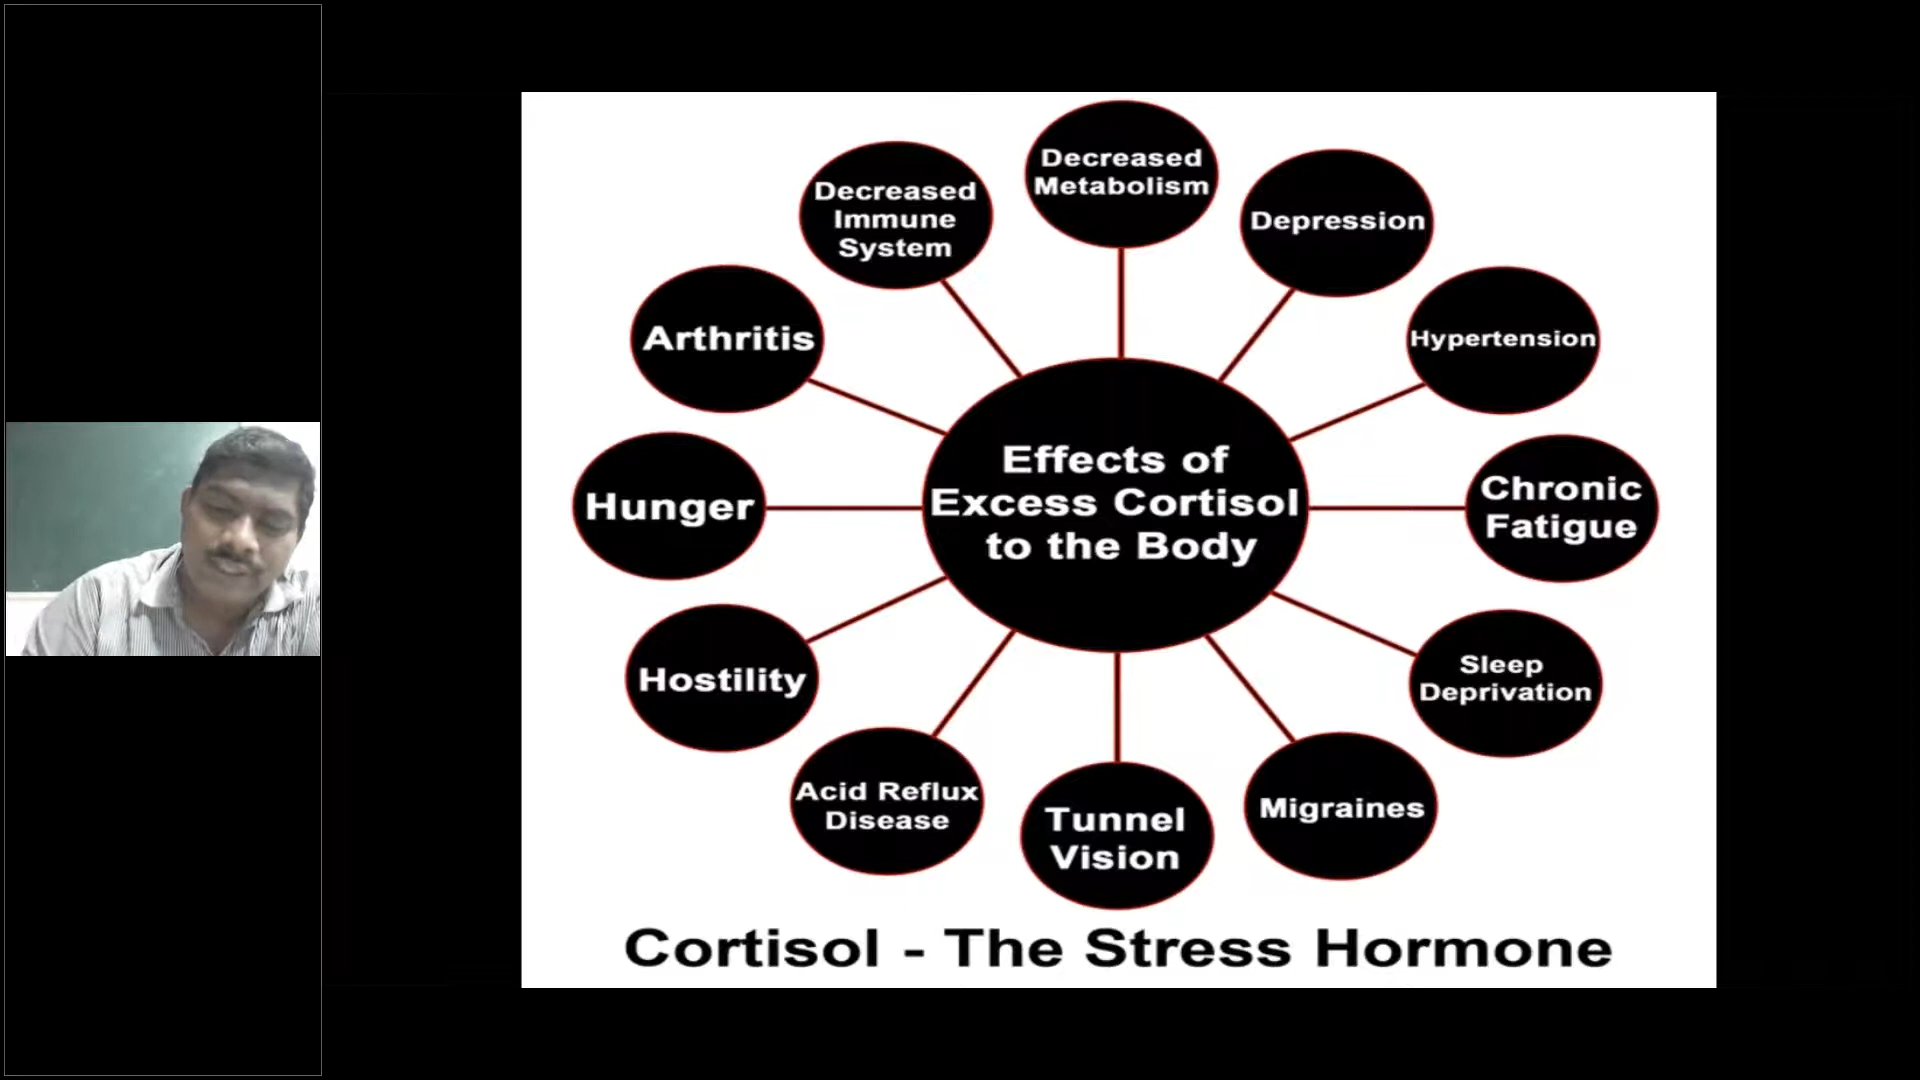 Decreased
Metabolism
Depression
Hypertension
Chronic
Fatigue
Sleep
Deprivation
Migraines
Tunnel
Vision
Acid Reflux
Disease
Hostility
Hunger
Arthritis
Decreased
Immune
System
Effects of
Excess Cortisol
to the Body
Cortisol - The Stress Hormone